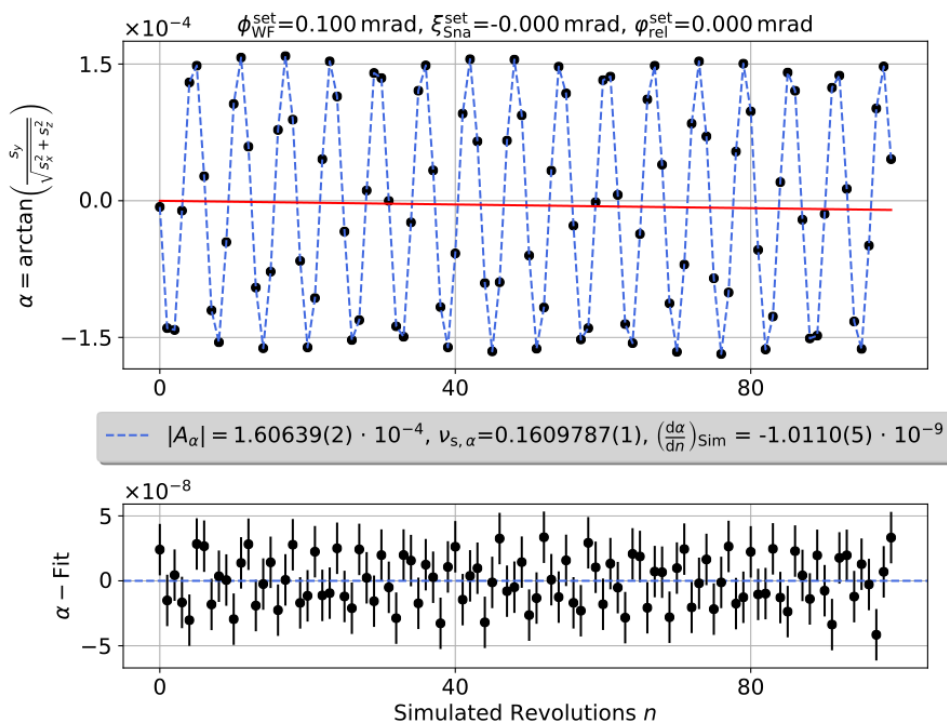 ϕ_WF^set=0.100 mrad, ξ_Sna^set=-0.000 mrad, φ_rel^set=0.000 mrad
×10⁻⁴
1.5
0.0
−1.5
α = arctan(s_y / √(s_x² + s_z²))
0 40 80
|A_α| = 1.60639(2) · 10⁻⁴, ν_s,α=0.1609787(1), (dα/dn)_Sim = -1.0110(5) · 10⁻⁹
×10⁻⁸
5
0
−5
α − Fit
0 40 80
Simulated Revolutions n